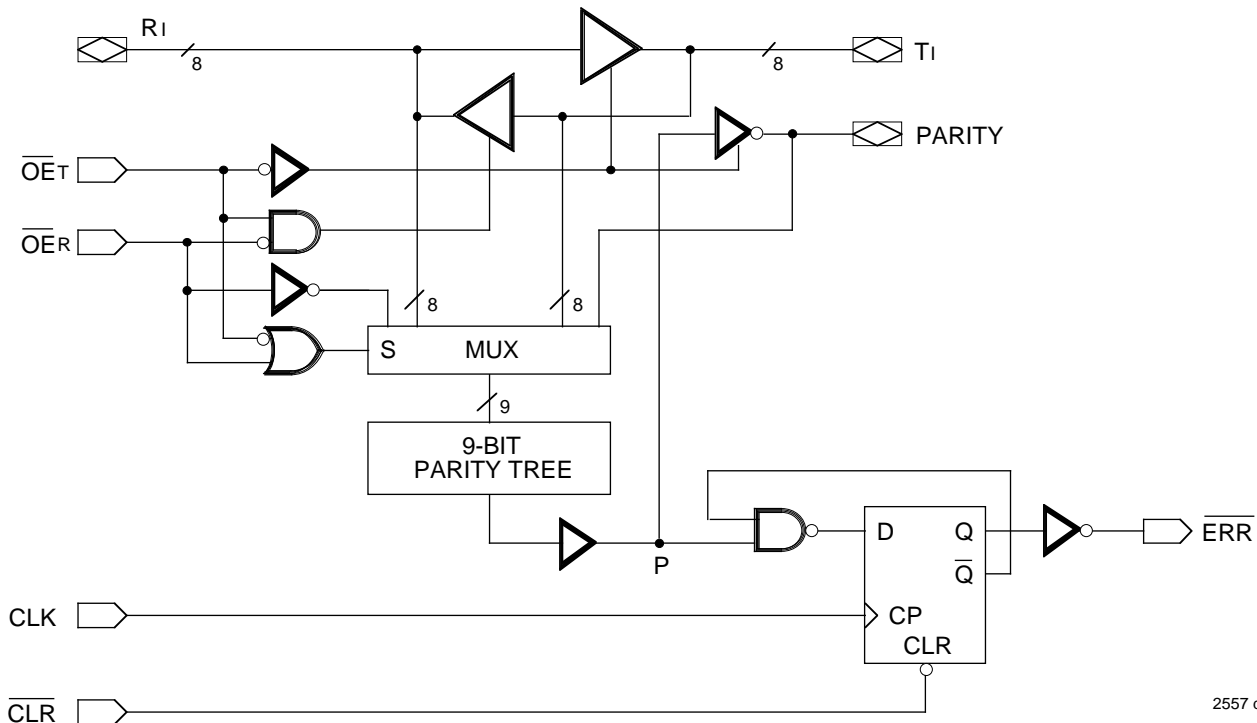 RI
8
8
TI
PARITY
OET
OER
8
8
S
MUX
9
9-BIT
PARITY TREE
P
D
Q
Q
ERR
CLK
CP
CLR
CLR
2557